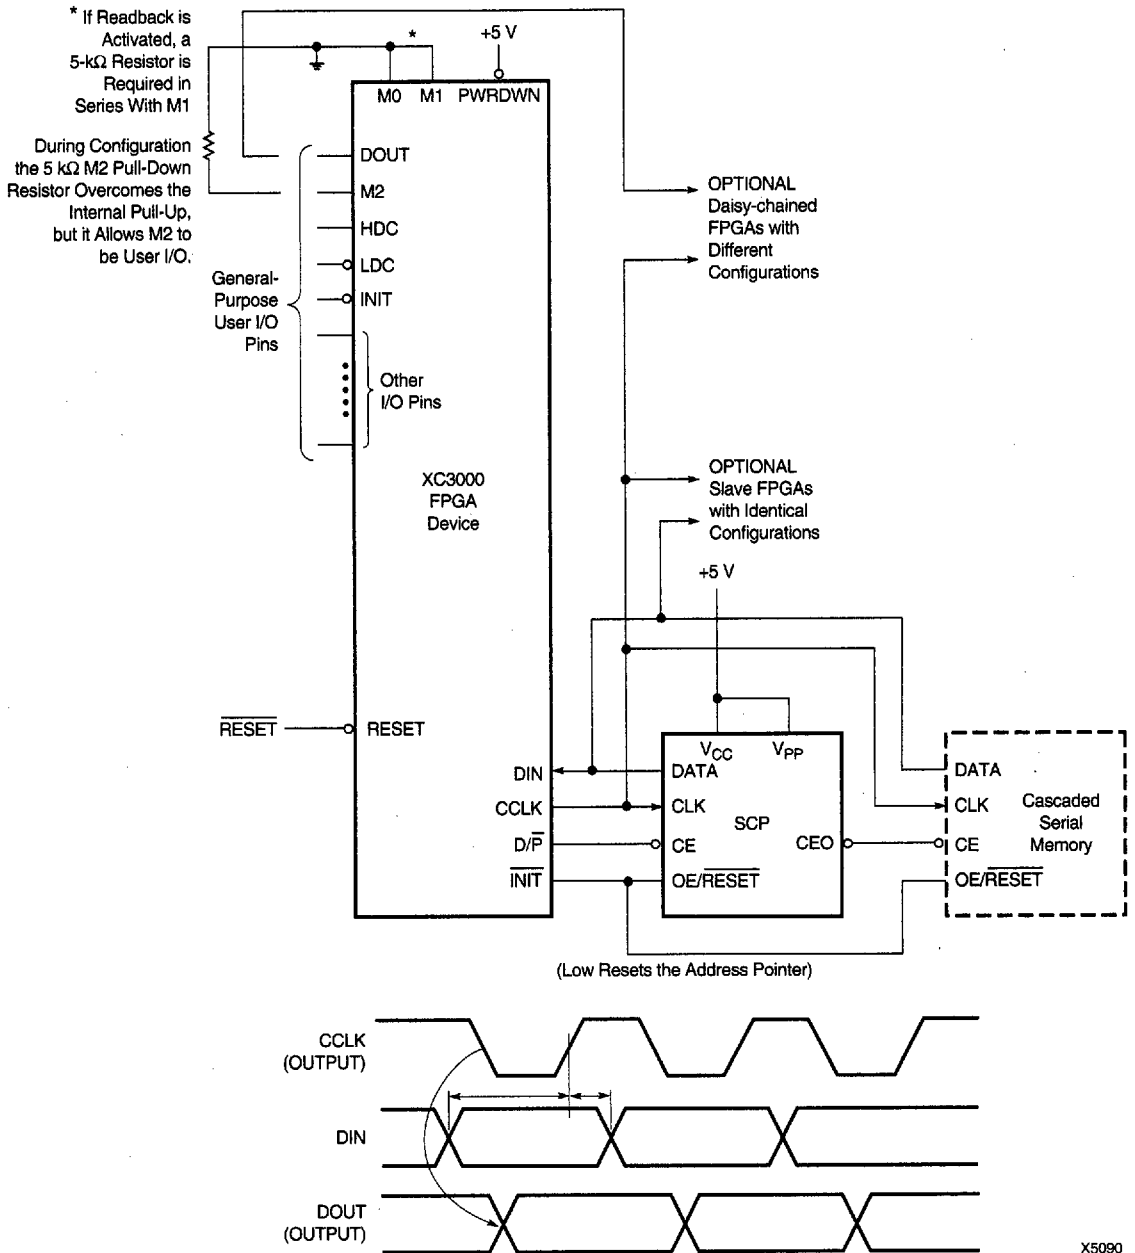 * If Readback is
Activated, a
5-kΩ Resistor is
Required in
Series With M1
*
+5 V
M0
M1
PWRDWN
During Configuration
the 5 kΩ M2 Pull-Down
Resistor Overcomes the
Internal Pull-Up,
but it Allows M2 to
be User I/O.
DOUT
M2
HDC
LDC
INIT
General-
Purpose
User I/O
Pins
Other
I/O Pins
XC3000
FPGA
Device
OPTIONAL
Daisy-chained
FPGAs with
Different
Configurations
OPTIONAL
Slave FPGAs
with Identical
Configurations
+5 V
RESET
RESET
DIN
CCLK
D/P
INIT
VCC
VPP
DATA
CLK
SCP
CE
CEO
OE/RESET
DATA
CLK
Cascaded
Serial
Memory
CE
OE/RESET
(Low Resets the Address Pointer)
CCLK
(OUTPUT)
DIN
DOUT
(OUTPUT)
X5090